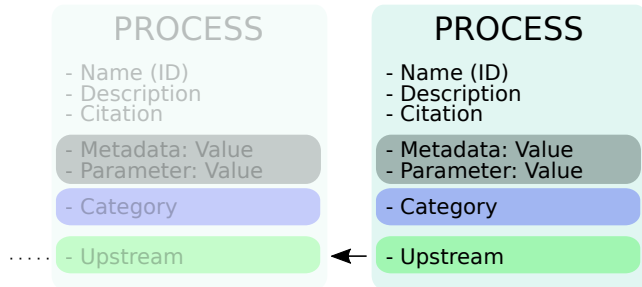 PROCESS
- Name (ID)
- Description
- Citation
- Metadata: Value
- Parameter: Value
- Category
- Upstream
PROCESS
- Name (ID)
- Description
- Citation
- Metadata: Value
- Parameter: Value
- Category
- Upstream